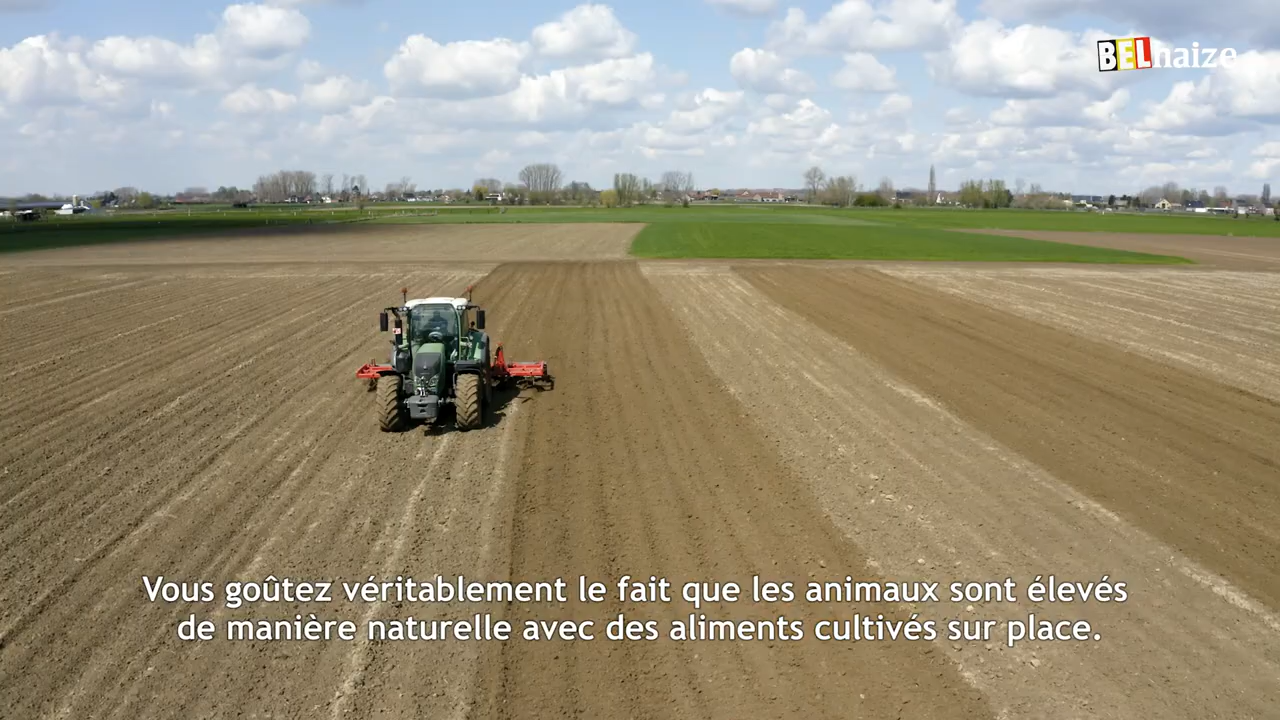 BELhaize
Vous goûtez véritablement le fait que les animaux sont élevés
de manière naturelle avec des aliments cultivés sur place.